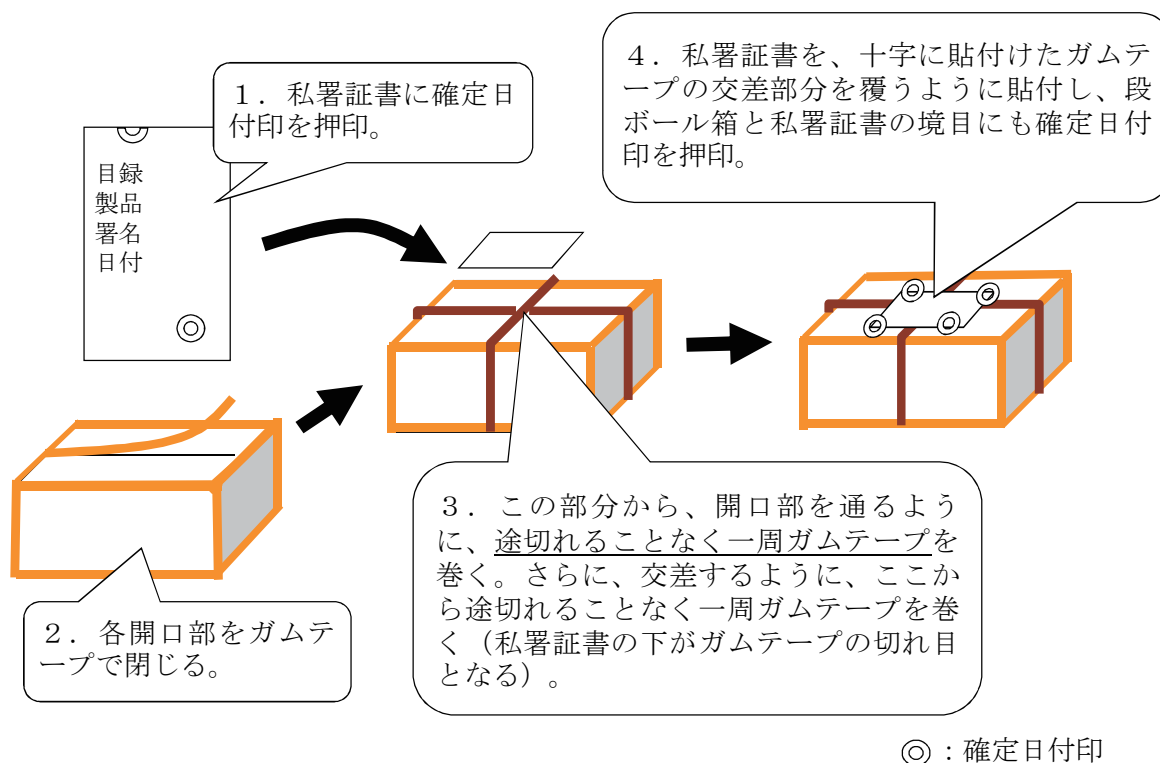 1．私署証書に確定日
付印を押印。
目録
製品
署名
日付
2．各開口部をガムテ
ープで閉じる。
3．この部分から、開口部を通るよう
に、途切れることなく一周ガムテープを
巻く。さらに、交差するように、ここか
ら途切れることなく一周ガムテープを巻
く（私署証書の下がガムテープの切れ目
となる）。
4．私署証書を、十字に貼付けたガムテ
ープの交差部分を覆うように貼付し、段
ボール箱と私署証書の境目にも確定日付
印を押印。
◎：確定日付印